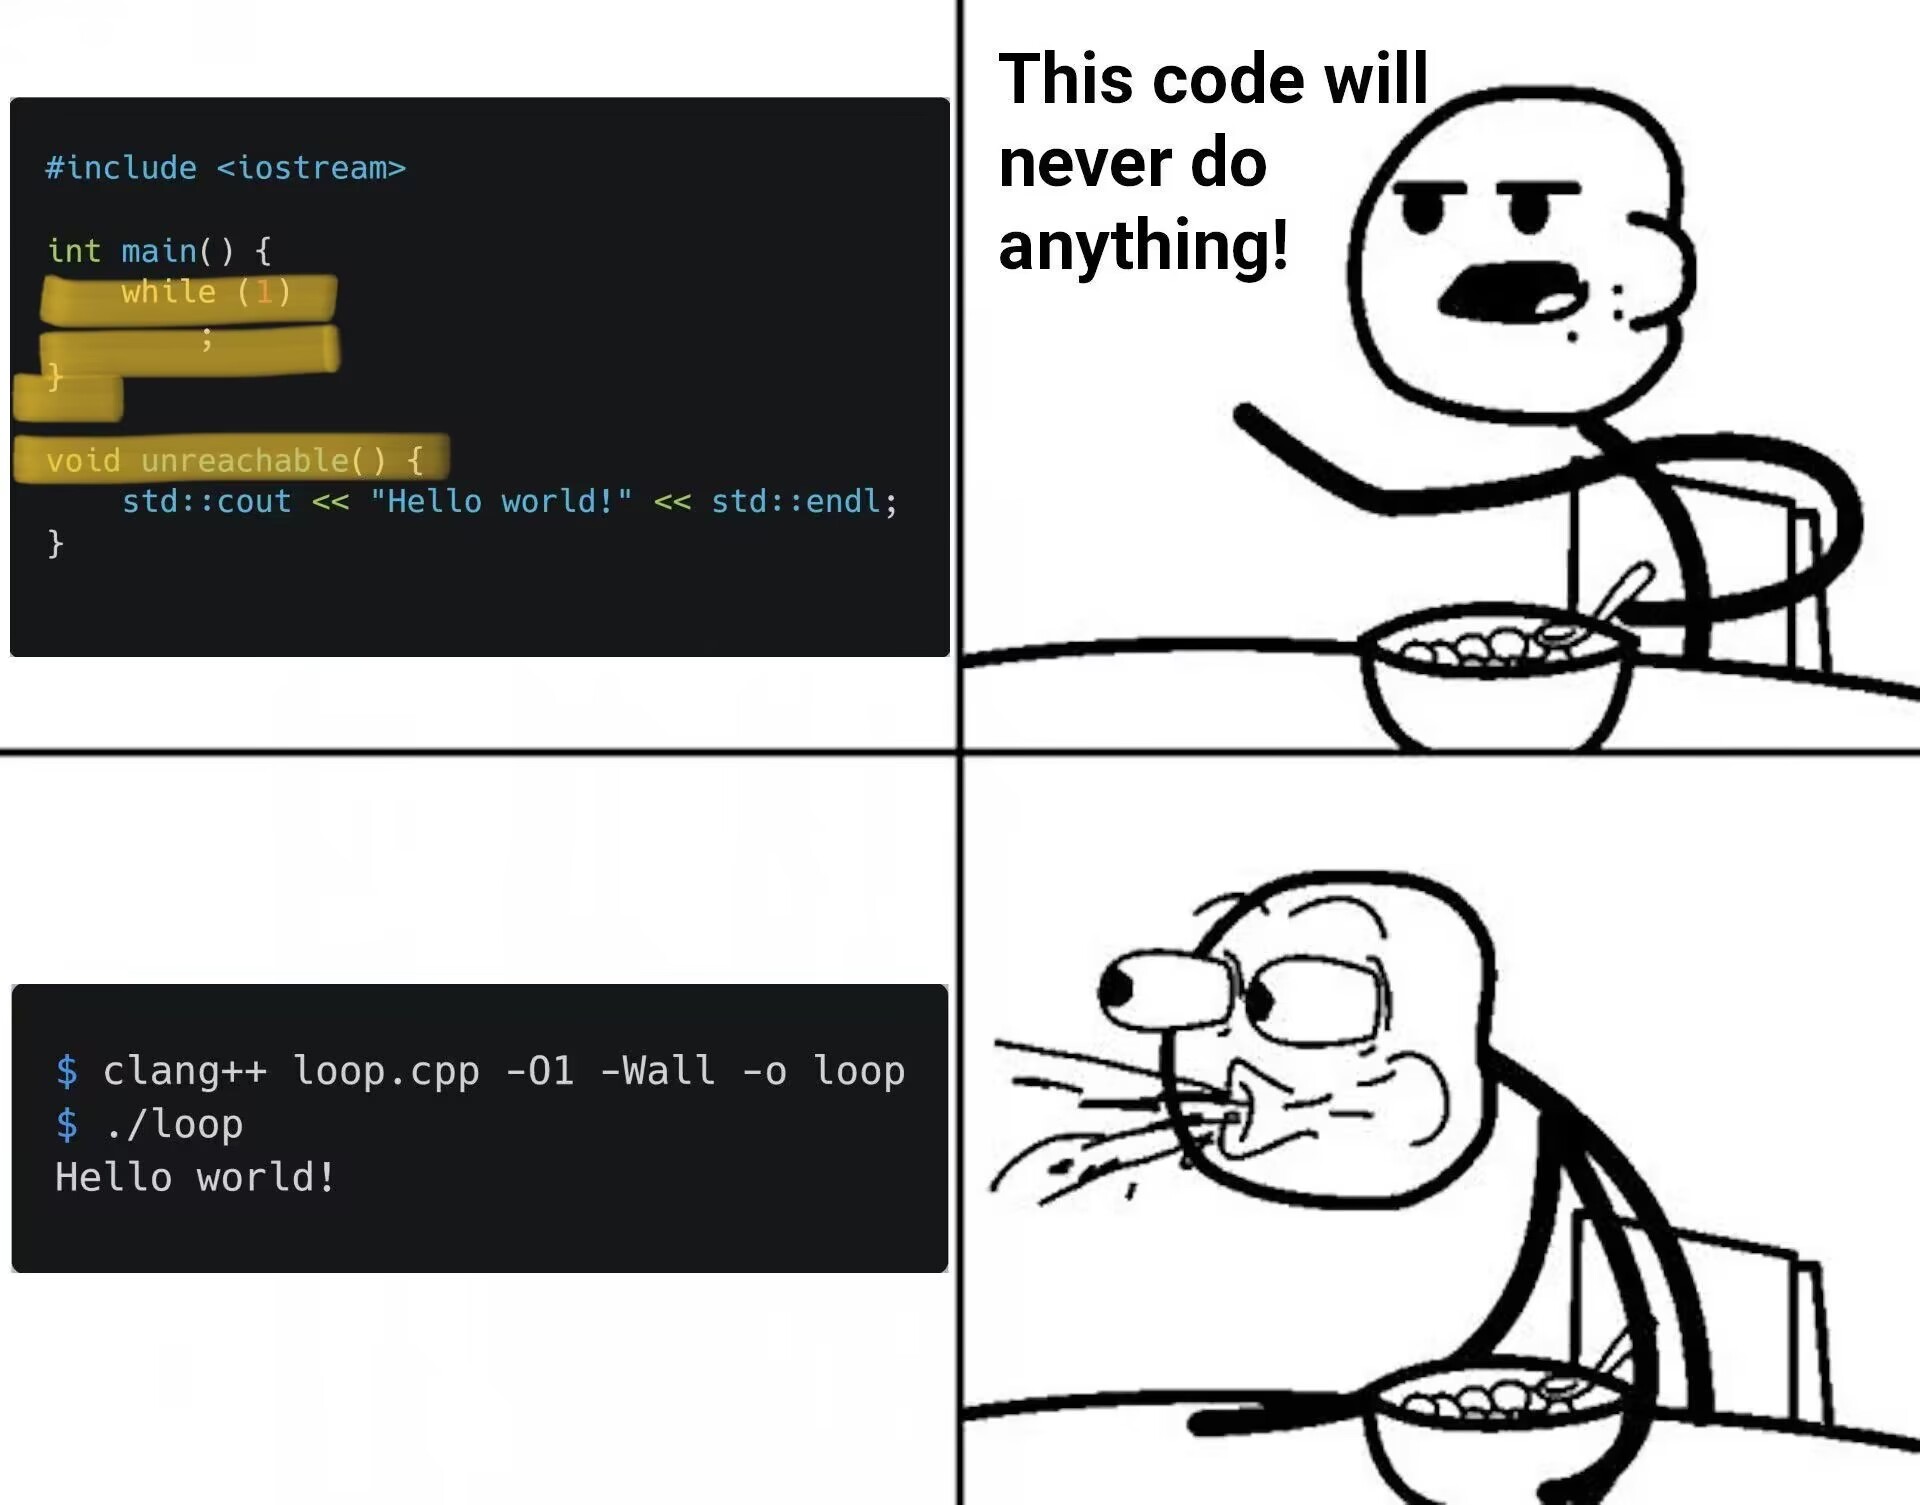 #include <iostream>
int main() {
while (1)
;
}
void unreachable() {
std::cout << "Hello world!" << std::endl;
}
This code will
never do
anything!
$ clang++ loop.cpp -O1 -Wall -o loop
$ ./loop
Hello world!